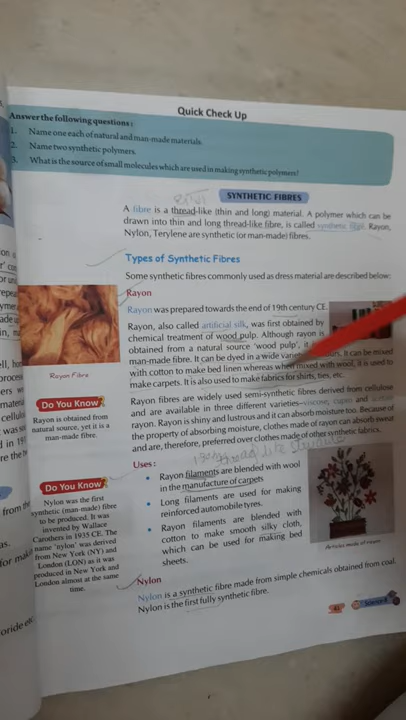 Quick Check Up
Answer the following questions:
1. Name one each of natural and man-made materials.
2. Name two synthetic polymers.
3. What is the source of small molecules which are used in making synthetic polymers?
SYNTHETIC FIBRES
A fibre is a thread-like (thin and long) material. A polymer which can be
drawn into thin and long thread-like fibre, is called synthetic fibre. Rayon,
Nylon, Terylene are synthetic (or man-made) fibres.
Types of Synthetic Fibres
Some synthetic fibres commonly used as dress material are described below:
Rayon
Rayon was prepared towards the end of 19th century CE.
Rayon, also called artificial silk, was first obtained by
chemical treatment of wood pulp. Although rayon is
obtained from a natural source 'wood pulp', it
man-made fibre. It can be dyed in a wide It can be mixed
with cotton to make bed linen whereas when mixed with wool, it is used to
make carpets. It is also used to make fabrics for shirts, ties, etc.
Rayon fibres are widely used semi-synthetic fibres derived from cellulose
and are available in three different varieties–viscose, and
Rayon is shiny and lustrous and it can absorb moisture too. Because of
the property of absorbing moisture, clothes made of rayon can absorb sweat
and are, therefore, preferred over clothes made of other synthetic fabrics.
Rayon Fibre
Do You Know
Rayon is obtained from
natural source, yet it is a
man-made fibre.
Uses:
• Rayon filaments are blended with wool
in the manufacture of carpets
• Long filaments are used for making
reinforced automobile tyres.
• Rayon filaments are blended with
cotton to make smooth silky cloth,
which can be used for making bed
sheets.
Articles made of rayon
Do You Know
Nylon was the first
synthetic (man-made) fibre
to be produced. It was
invented by Wallace
Carothers in 1935 CE. The
name 'nylon' was derived
from New York (NY) and
London (LON) as it was
produced in New York and
London almost at the same
time.
Nylon
Nylon is a synthetic fibre made from simple chemicals obtained from coal.
Nylon is the first fully synthetic fibre.